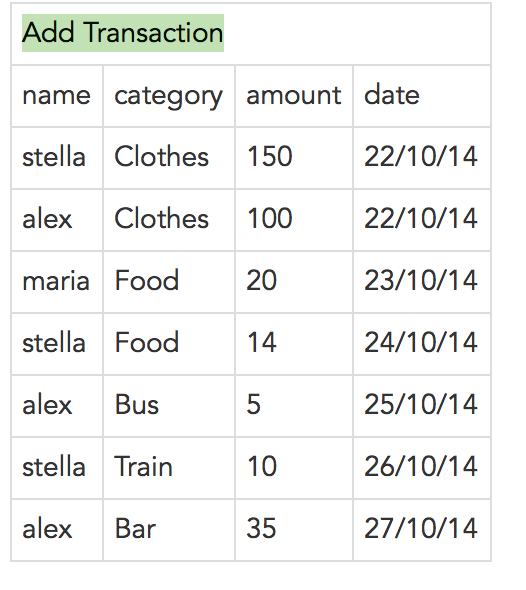 Add Transaction
name category amount date
stella Clothes 150 22/10/14
alex Clothes 100 22/10/14
maria Food 20 23/10/14
stella Food 14 24/10/14
alex Bus 5 25/10/14
stella Train 10 26/10/14
alex Bar 35 27/10/14